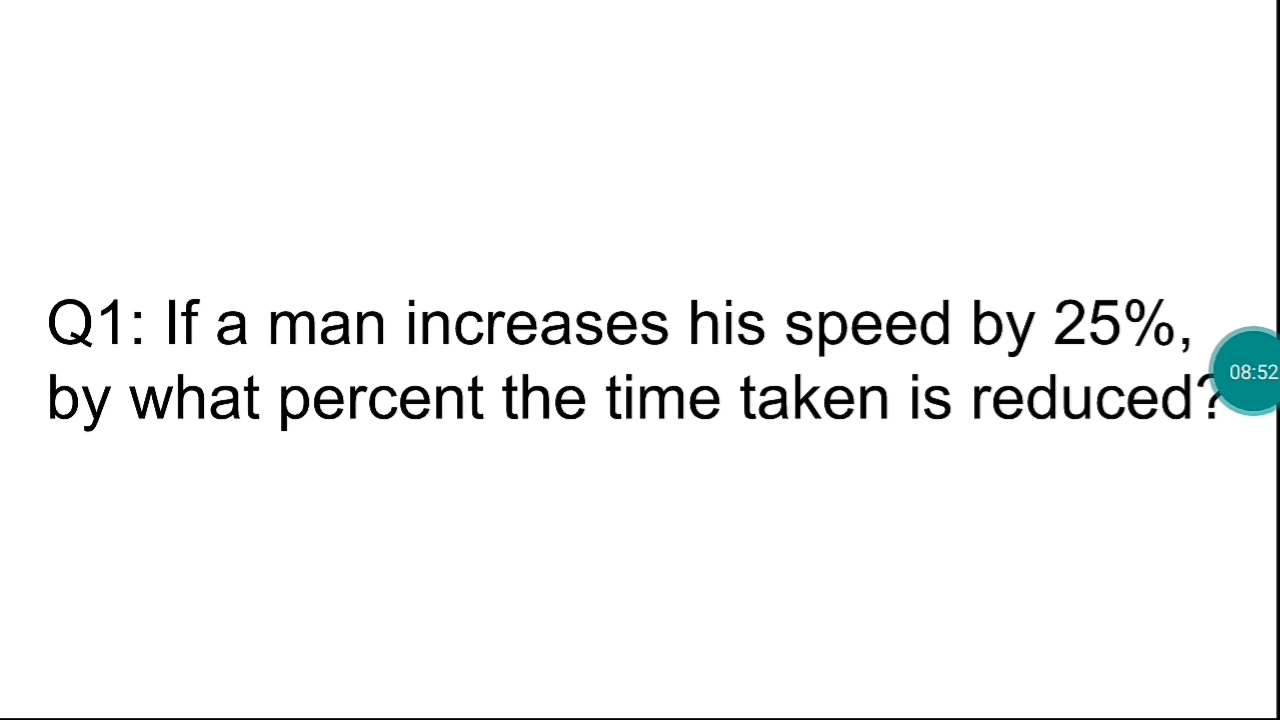 Q1: If a man increases his speed by 25%,
by what percent the time taken is reduced?
08:52